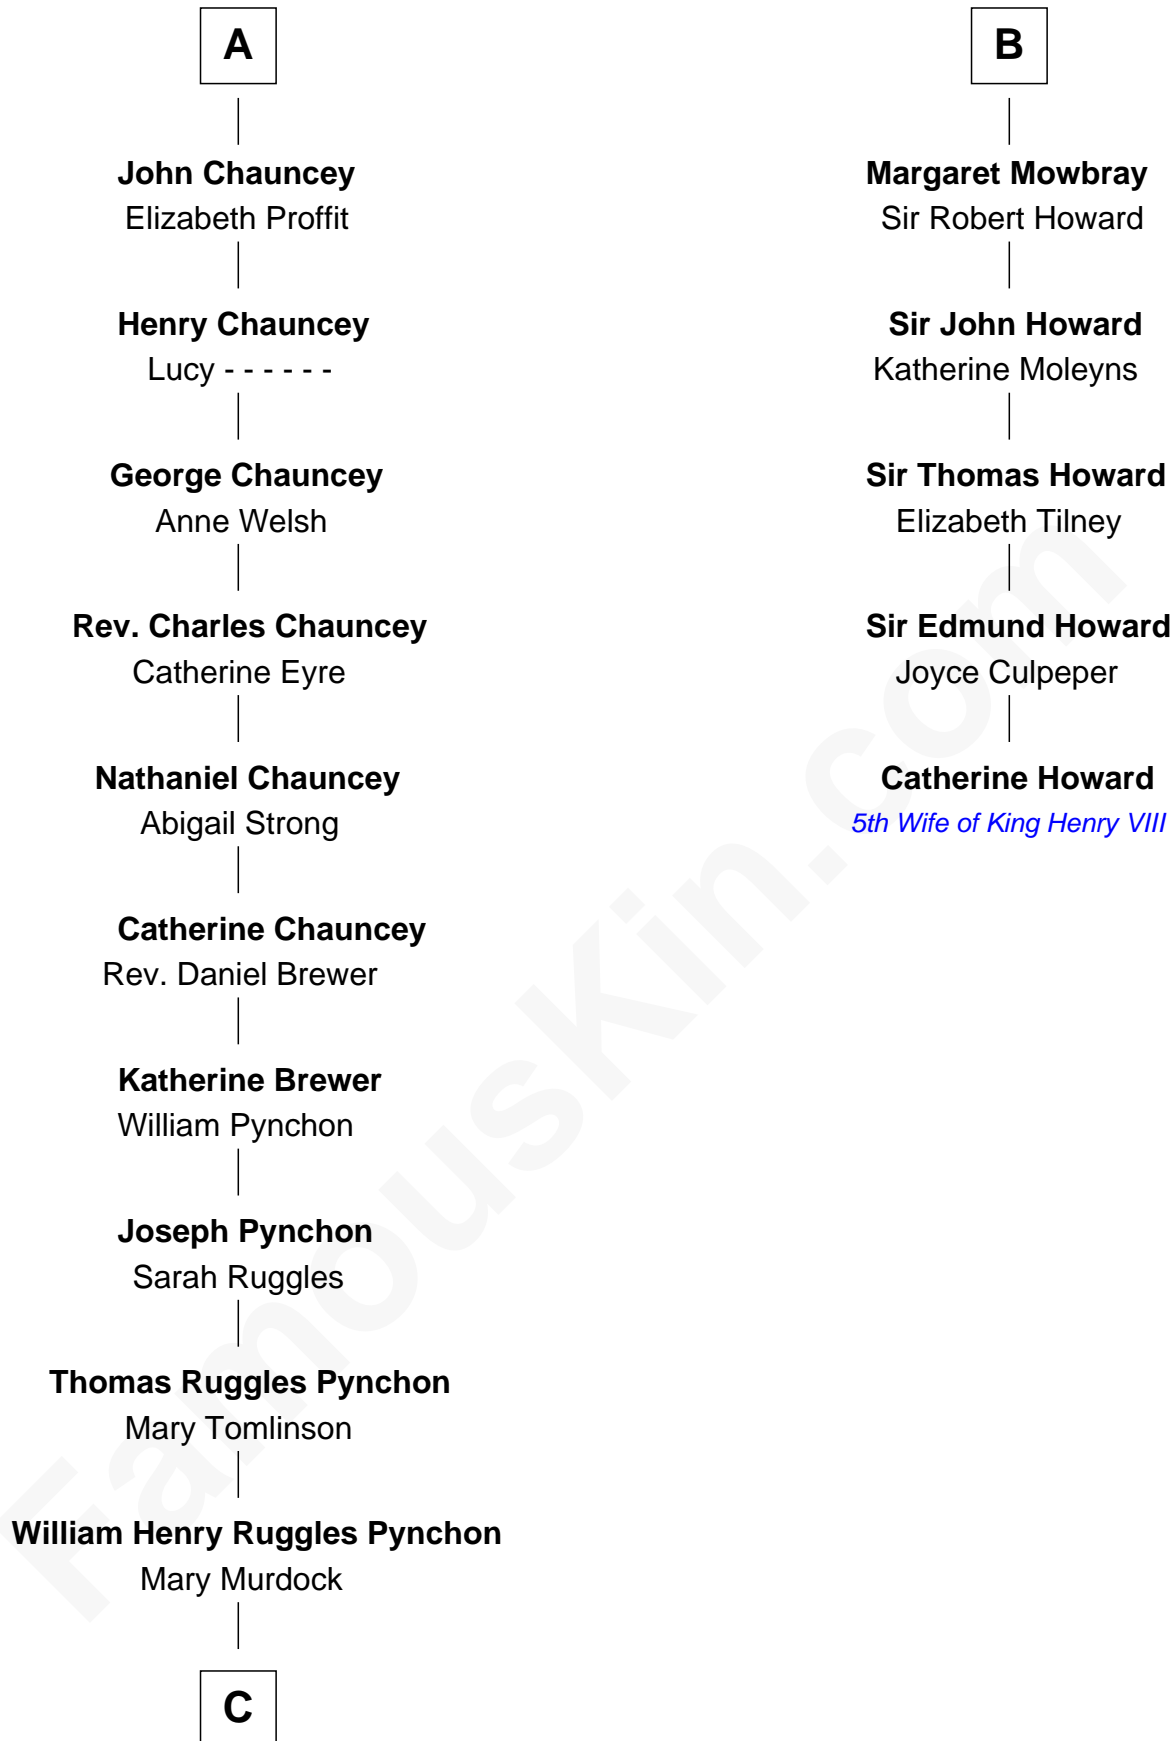 A
John Chauncey
Elizabeth Proffit
Henry Chauncey
Lucy - - - - - -
George Chauncey
Anne Welsh
Rev. Charles Chauncey
Catherine Eyre
Nathaniel Chauncey
Abigail Strong
Catherine Chauncey
Rev. Daniel Brewer
Katherine Brewer
William Pynchon
Joseph Pynchon
Sarah Ruggles
Thomas Ruggles Pynchon
Mary Tomlinson
William Henry Ruggles Pynchon
Mary Murdock
C
B
Margaret Mowbray
Sir Robert Howard
Sir John Howard
Katherine Moleyns
Sir Thomas Howard
Elizabeth Tilney
Sir Edmund Howard
Joyce Culpeper
Catherine Howard
5th Wife of King Henry VIII
FamousKin.com